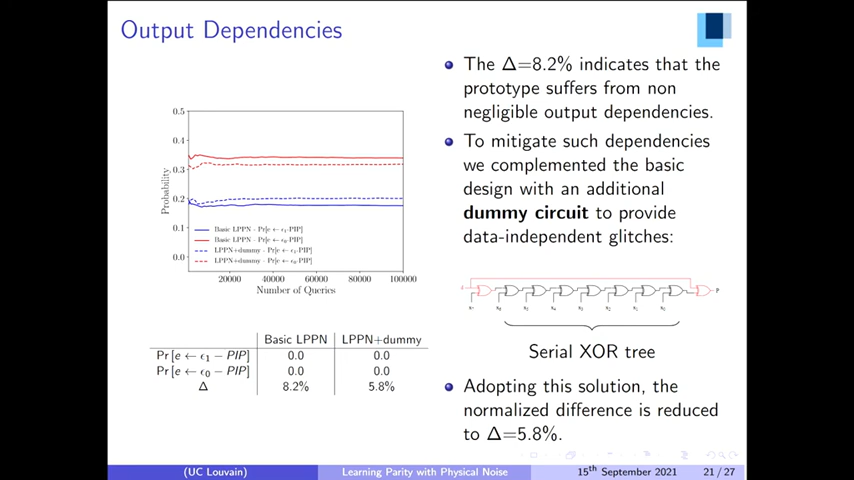 Output Dependencies
0.5
0.4
0.3
0.2
0.1
0.0
Probability
Basic LPPN - Pr[e ← ϵ₁-PIP]
Basic LPPN - Pr[e ← ϵ₀-PIP]
LPPN+dummy - Pr[e ← ϵ₁-PIP]
LPPN+dummy - Pr[e ← ϵ₀-PIP]
20000 40000 60000 80000 100000
Number of Queries
Basic LPPN LPPN+dummy
Pr[e ← ϵ₁ − PIP] 0.0 0.0
Pr[e ← ϵ₀ − PIP] 0.0 0.0
Δ 8.2% 5.8%
The Δ=8.2% indicates that the
prototype suffers from non
negligible output dependencies.
To mitigate such dependencies
we complemented the basic
design with an additional
dummy circuit to provide
data-independent glitches:
Serial XOR tree
Adopting this solution, the
normalized difference is reduced
to Δ=5.8%.
(UC Louvain) Learning Parity with Physical Noise 15th September 2021 21 / 27